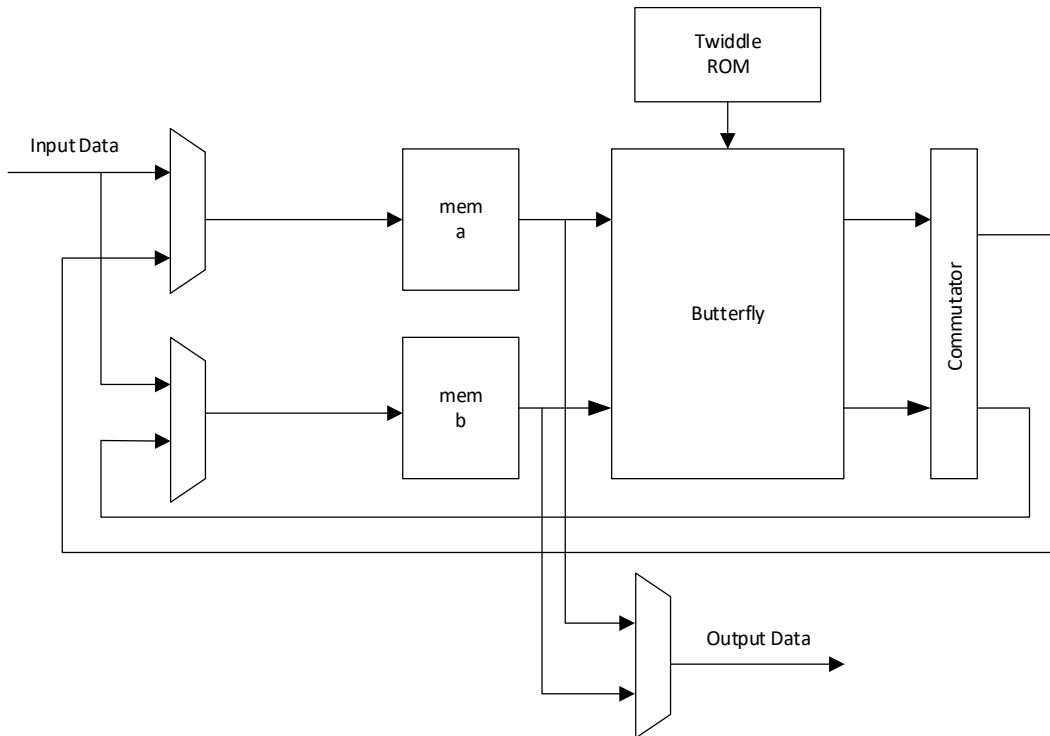 Twiddle
ROM
Input Data
mem
a
Butterfly
Commutator
mem
b
Output Data